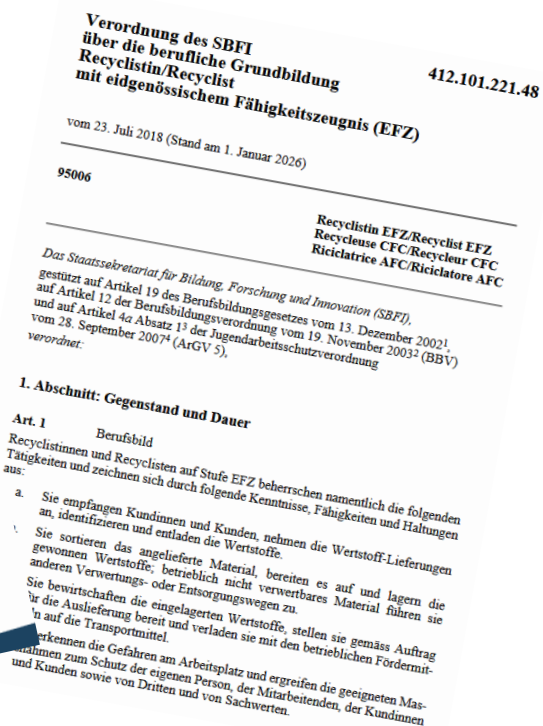 Verordnung des SBFI
über die berufliche Grundbildung
Recyclistin/Recyclist
mit eidgenössischem Fähigkeitszeugnis (EFZ)
412.101.221.48
vom 23. Juli 2018 (Stand am 1. Januar 2026)
95006
Recyclistin EFZ/Recyclist EFZ
Recycleuse CFC/Recycleur CFC
Riciclatrice AFC/Riciclatore AFC
Das Staatssekretariat für Bildung, Forschung und Innovation (SBFI),
gestützt auf Artikel 19 des Berufsbildungsgesetzes vom 13. Dezember 2002¹,
auf Artikel 12 der Berufsbildungsverordnung vom 19. November 2003² (BBV)
und auf Artikel 4a Absatz 1³ der Jugendarbeitsschutzverordnung
vom 28. September 2007⁴ (ArGV 5),
verordnet:
1. Abschnitt: Gegenstand und Dauer
Art. 1 Berufsbild
Recyclistinnen und Recyclisten auf Stufe EFZ beherrschen namentlich die folgenden
Tätigkeiten und zeichnen sich durch folgende Kenntnisse, Fähigkeiten und Haltungen
aus:
a. Sie empfangen Kundinnen und Kunden, nehmen die Wertstoff-Lieferungen
an, identifizieren und entladen die Wertstoffe.
Sie sortieren das angelieferte Material, bereiten es auf und lagern die
gewonnen Wertstoffe; betrieblich nicht verwertbares Material führen sie
anderen Verwertungs- oder Entsorgungswegen zu.
Sie bewirtschaften die eingelagerten Wertstoffe, stellen sie gemäss Auftrag
für die Auslieferung bereit und verladen sie mit den betrieblichen Fördermit-
auf die Transportmittel.
erkennen die Gefahren am Arbeitsplatz und ergreifen die geeigneten Mas-
nahmen zum Schutz der eigenen Person, der Mitarbeitenden, der Kundinnen
und Kunden sowie von Dritten und von Sachwerten.